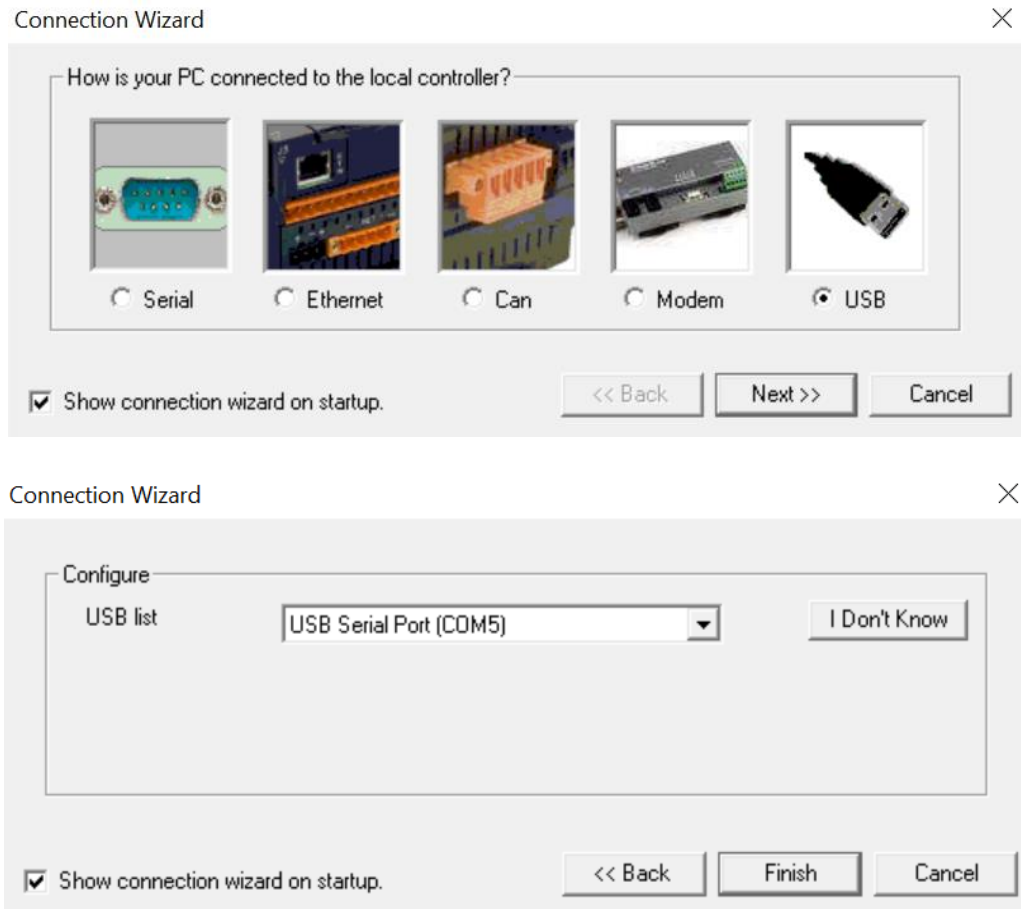 Connection Wizard
How is your PC connected to the local controller?
Serial Ethernet Can Modem USB
Show connection wizard on startup. << Back Next >> Cancel
Connection Wizard
Configure
USB list USB Serial Port (COM5) I Don't Know
Show connection wizard on startup. << Back Finish Cancel